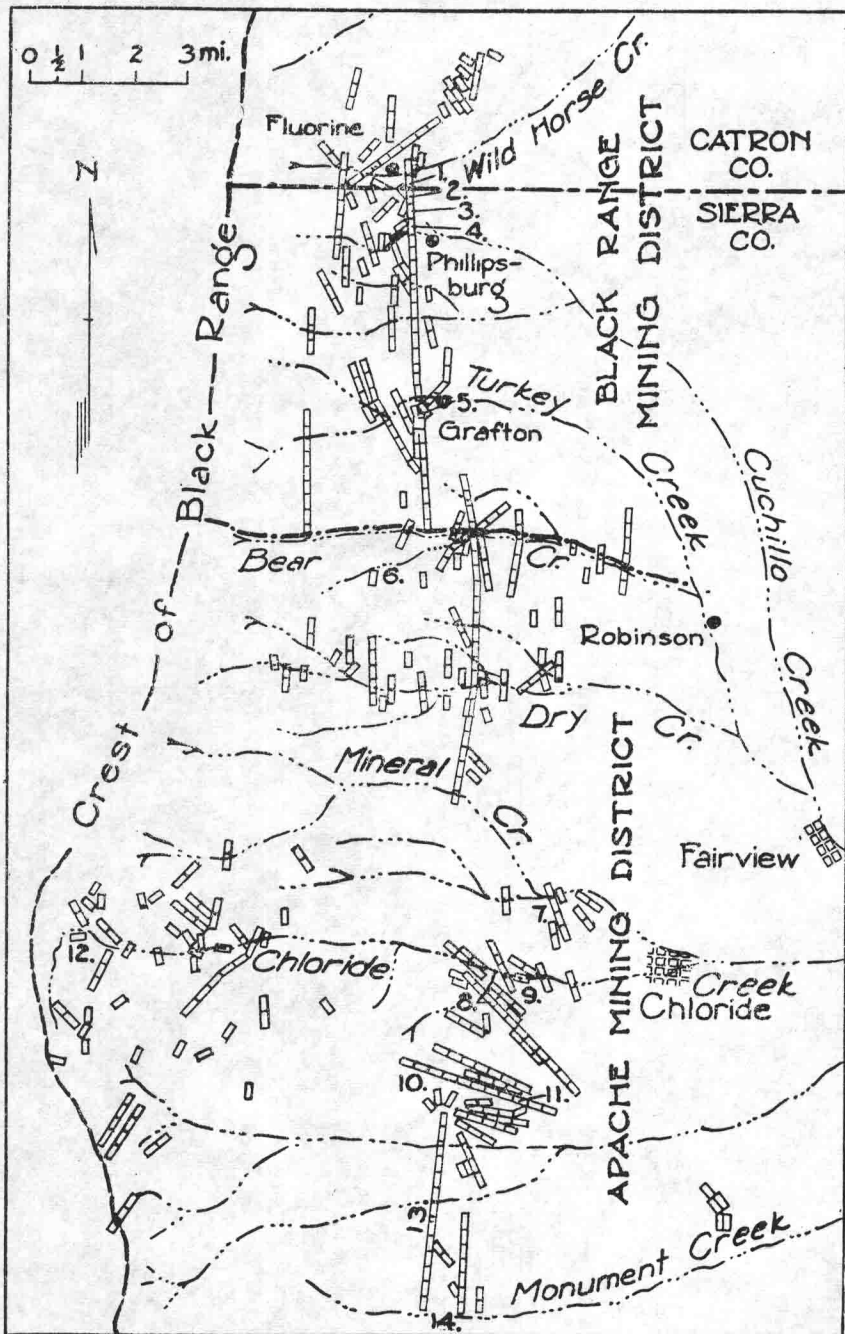 0 ½ 1 2 3 mi.
N
Fluorine
Wild Horse Cr.
CATRON
CO.
SIERRA
CO.
1.
2.
3.
4.
Phillips-
burg
BLACK RANGE
MINING DISTRICT
Crest of Black Range
Turkey Creek
5.
Grafton
Cuchillo Creek
Bear Cr.
6.
Robinson
Dry Cr.
Mineral Cr.
Fairview
APACHE MINING DISTRICT
7.
12.
Chloride Creek
8.
9.
Chloride
10.
11.
13
Monument Creek
14.